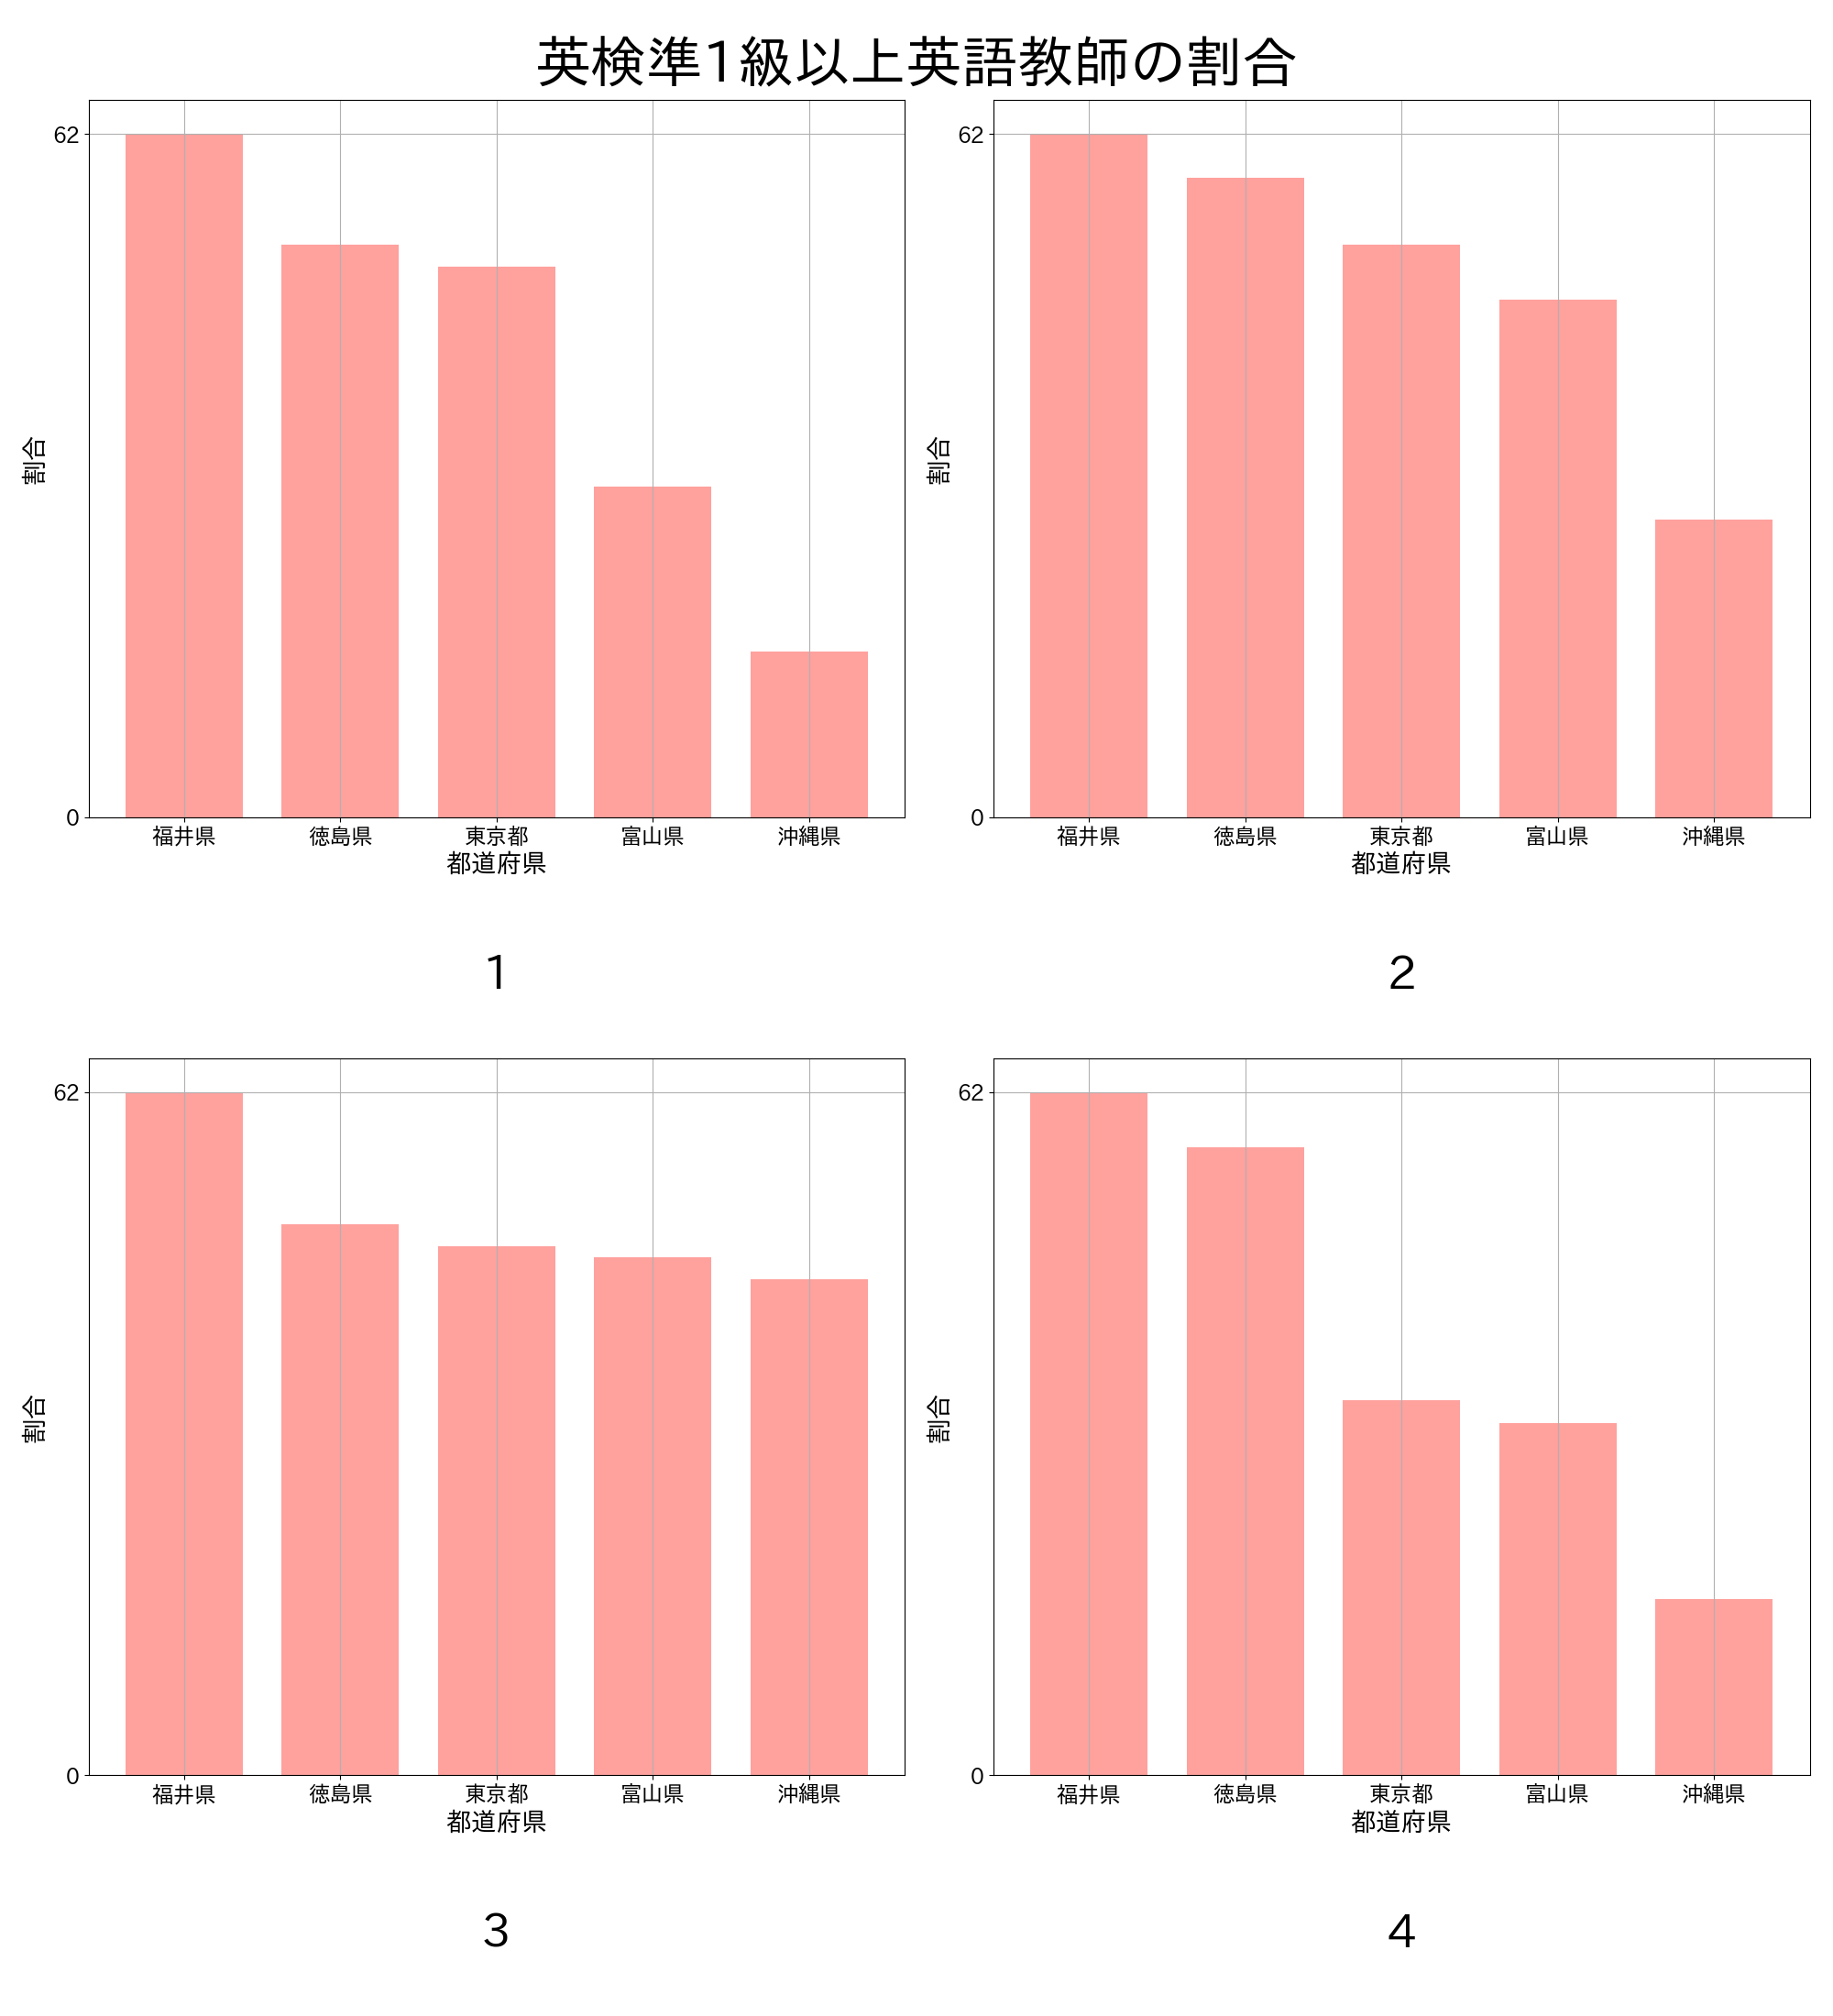 英検準1級以上英語教師の割合
62
0
割合
福井県 徳島県 東京都 富山県 沖縄県
都道府県
1
62
0
割合
福井県 徳島県 東京都 富山県 沖縄県
都道府県
2
62
0
割合
福井県 徳島県 東京都 富山県 沖縄県
都道府県
3
62
0
割合
福井県 徳島県 東京都 富山県 沖縄県
都道府県
4